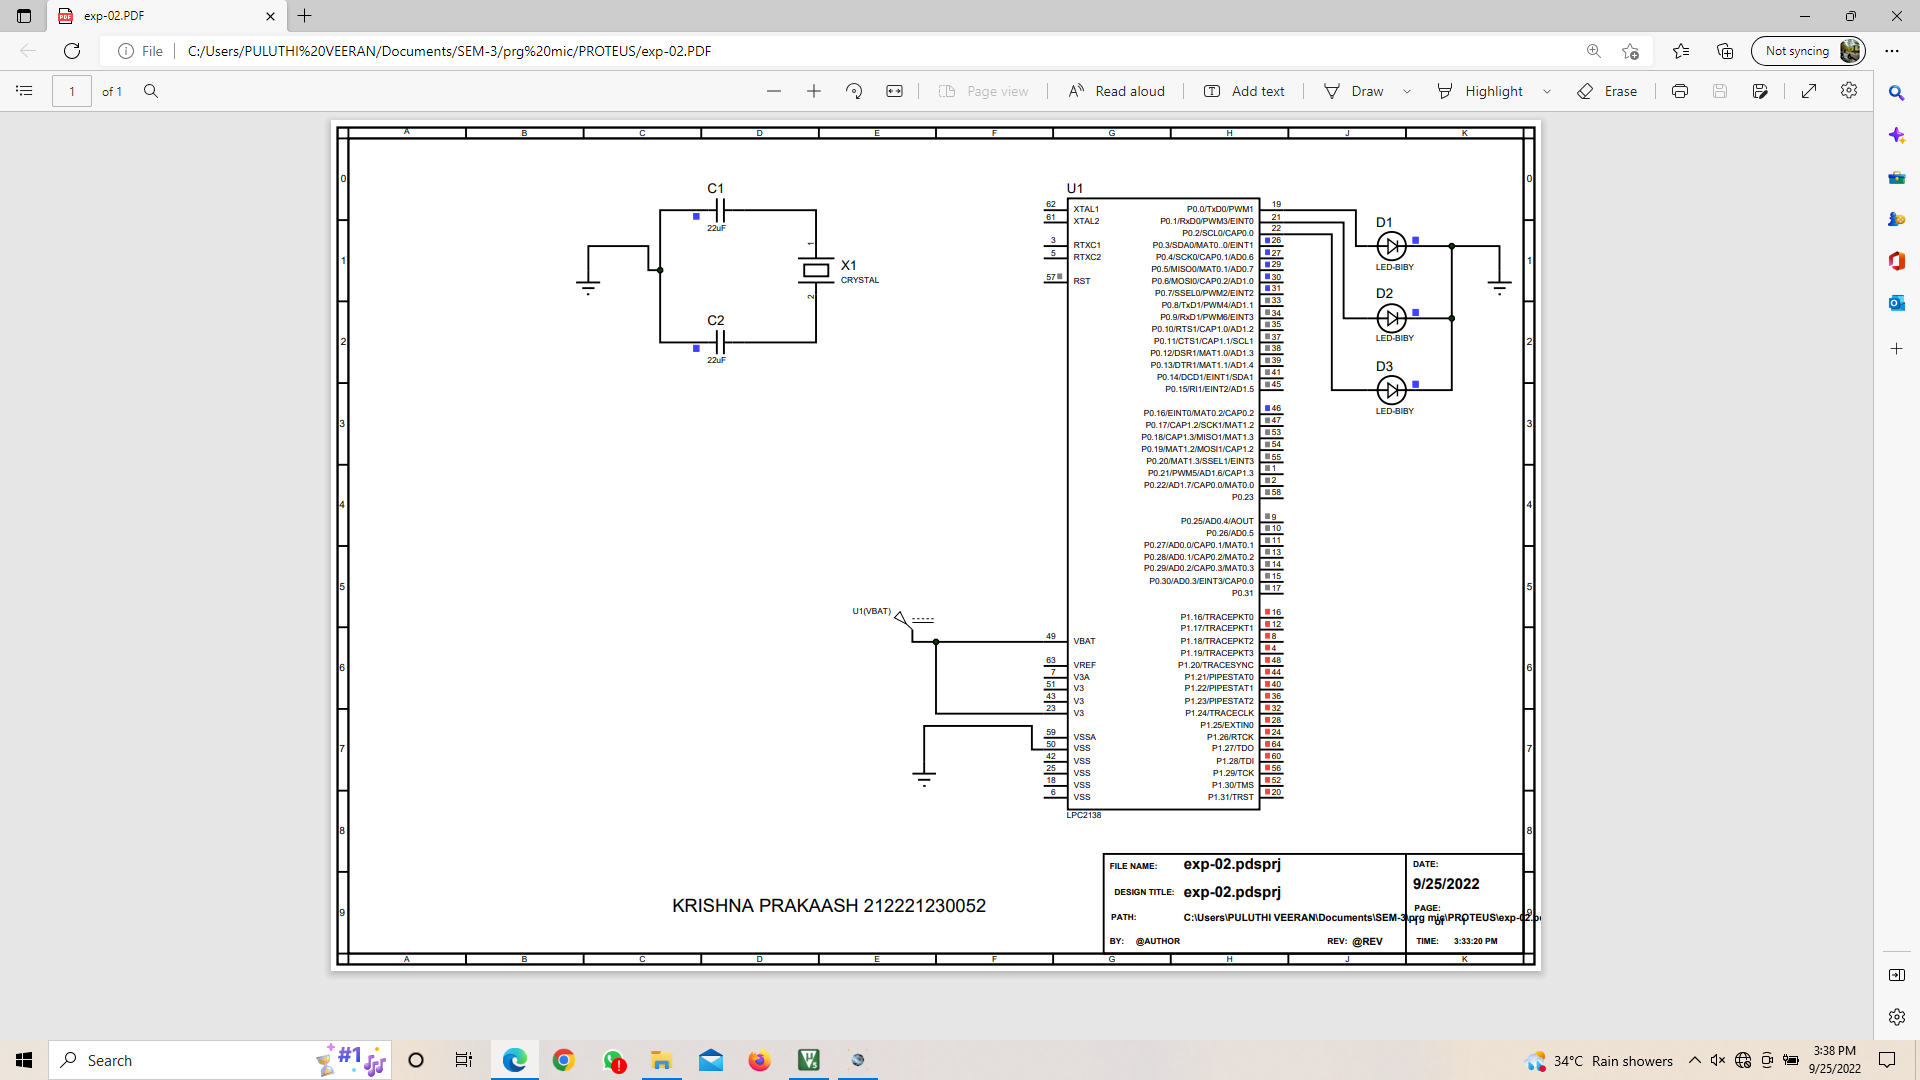 exp-02.PDF
File
C:/Users/PULUTHI%20VEERAN/Documents/SEM-3/prg%20mic/PROTEUS/exp-02.PDF
Not syncing
1 of 1
Page view
Read aloud
Add text
Draw
Highlight
Erase
A B C D E F G H J K
0 0
1 1
2 2
3 3
4 4
5 5
6 6
7 7
8 8
9 9
C1
22uF
C2
22uF
1
X1
CRYSTAL
2
U1
62 XTAL1
61 XTAL2
3 RTXC1
5 RTXC2
57 RST
49 VBAT
63 VREF
7 V3A
51 V3
43 V3
23 V3
59 VSSA
50 VSS
42 VSS
25 VSS
18 VSS
6 VSS
U1(VBAT)
P0.0/TxD0/PWM1 19
P0.1/RxD0/PWM3/EINT0 21
P0.2/SCL0/CAP0.0 22
P0.3/SDA0/MAT0..0/EINT1 26
P0.4/SCK0/CAP0.1/AD0.6 27
P0.5/MISO0/MAT0.1/AD0.7 29
P0.6/MOSI0/CAP0.2/AD1.0 30
P0.7/SSEL0/PWM2/EINT2 31
P0.8/TxD1/PWM4/AD1.1 33
P0.9/RxD1/PWM6/EINT3 34
P0.10/RTS1/CAP1.0/AD1.2 35
P0.11/CTS1/CAP1.1/SCL1 37
P0.12/DSR1/MAT1.0/AD1.3 38
P0.13/DTR1/MAT1.1/AD1.4 39
P0.14/DCD1/EINT1/SDA1 41
P0.15/RI1/EINT2/AD1.5 45
P0.16/EINT0/MAT0.2/CAP0.2 46
P0.17/CAP1.2/SCK1/MAT1.2 47
P0.18/CAP1.3/MISO1/MAT1.3 53
P0.19/MAT1.2/MOSI1/CAP1.2 54
P0.20/MAT1.3/SSEL1/EINT3 55
P0.21/PWM5/AD1.6/CAP1.3 1
P0.22/AD1.7/CAP0.0/MAT0.0 2
P0.23 58
P0.25/AD0.4/AOUT 9
P0.26/AD0.5 10
P0.27/AD0.0/CAP0.1/MAT0.1 11
P0.28/AD0.1/CAP0.2/MAT0.2 13
P0.29/AD0.2/CAP0.3/MAT0.3 14
P0.30/AD0.3/EINT3/CAP0.0 15
P0.31 17
P1.16/TRACEPKT0 16
P1.17/TRACEPKT1 12
P1.18/TRACEPKT2 8
P1.19/TRACEPKT3 4
P1.20/TRACESYNC 48
P1.21/PIPESTAT0 44
P1.22/PIPESTAT1 40
P1.23/PIPESTAT2 36
P1.24/TRACECLK 32
P1.25/EXTIN0 28
P1.26/RTCK 24
P1.27/TDO 64
P1.28/TDI 60
P1.29/TCK 56
P1.30/TMS 52
P1.31/TRST 20
LPC2138
D1
LED-BIBY
D2
LED-BIBY
D3
LED-BIBY
KRISHNA PRAKAASH 212221230052
FILE NAME: exp-02.pdsprj
DESIGN TITLE: exp-02.pdsprj
PATH: C:\Users\PULUTHI VEERAN\Documents\SEM-3\prg mic\PROTEUS\exp-02.p
BY: @AUTHOR REV: @REV
DATE:
9/25/2022
PAGE:
of
TIME: 3:33:20 PM
A B C D E F G H J K
Search
#1
34°C Rain showers
3:38 PM
9/25/2022